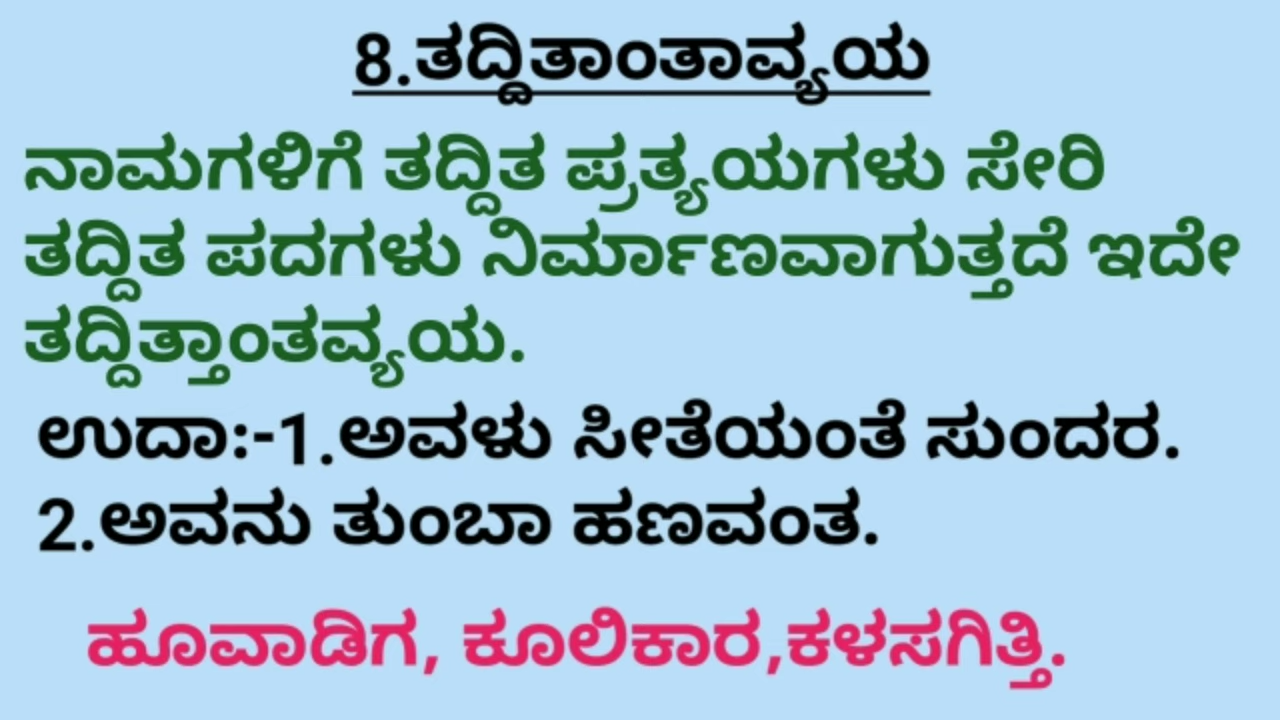 8.ತದ್ದಿತಾಂತಾವ್ಯಯ
ನಾಮಗಳಿಗೆ ತದ್ದಿತ ಪ್ರತ್ಯಯಗಳು ಸೇರಿ
ತದ್ದಿತ ಪದಗಳು ನಿರ್ಮಾಣವಾಗುತ್ತದೆ ಇದೇ
ತದ್ದಿತ್ತಾಂತವ್ಯಯ.
ಉದಾ:-1.ಅವಳು ಸೀತೆಯಂತೆ ಸುಂದರ.
2.ಅವನು ತುಂಬಾ ಹಣವಂತ.
ಹೂವಾಡಿಗ, ಕೂಲಿಕಾರ,ಕಳಸಗಿತ್ತಿ.